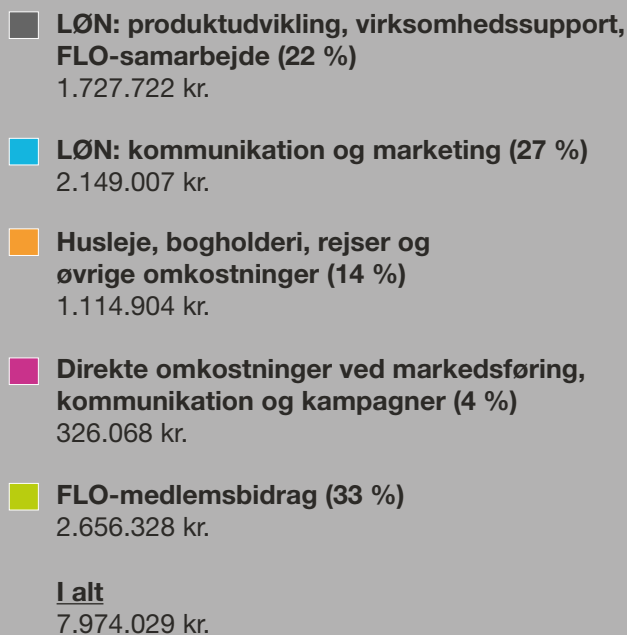 LØN: produktudvikling, virksomhedssupport,
FLO-samarbejde (22 %)
1.727.722 kr.
LØN: kommunikation og marketing (27 %)
2.149.007 kr.
Husleje, bogholderi, rejser og
øvrige omkostninger (14 %)
1.114.904 kr.
Direkte omkostninger ved markedsføring,
kommunikation og kampagner (4 %)
326.068 kr.
FLO-medlemsbidrag (33 %)
2.656.328 kr.
I alt
7.974.029 kr.